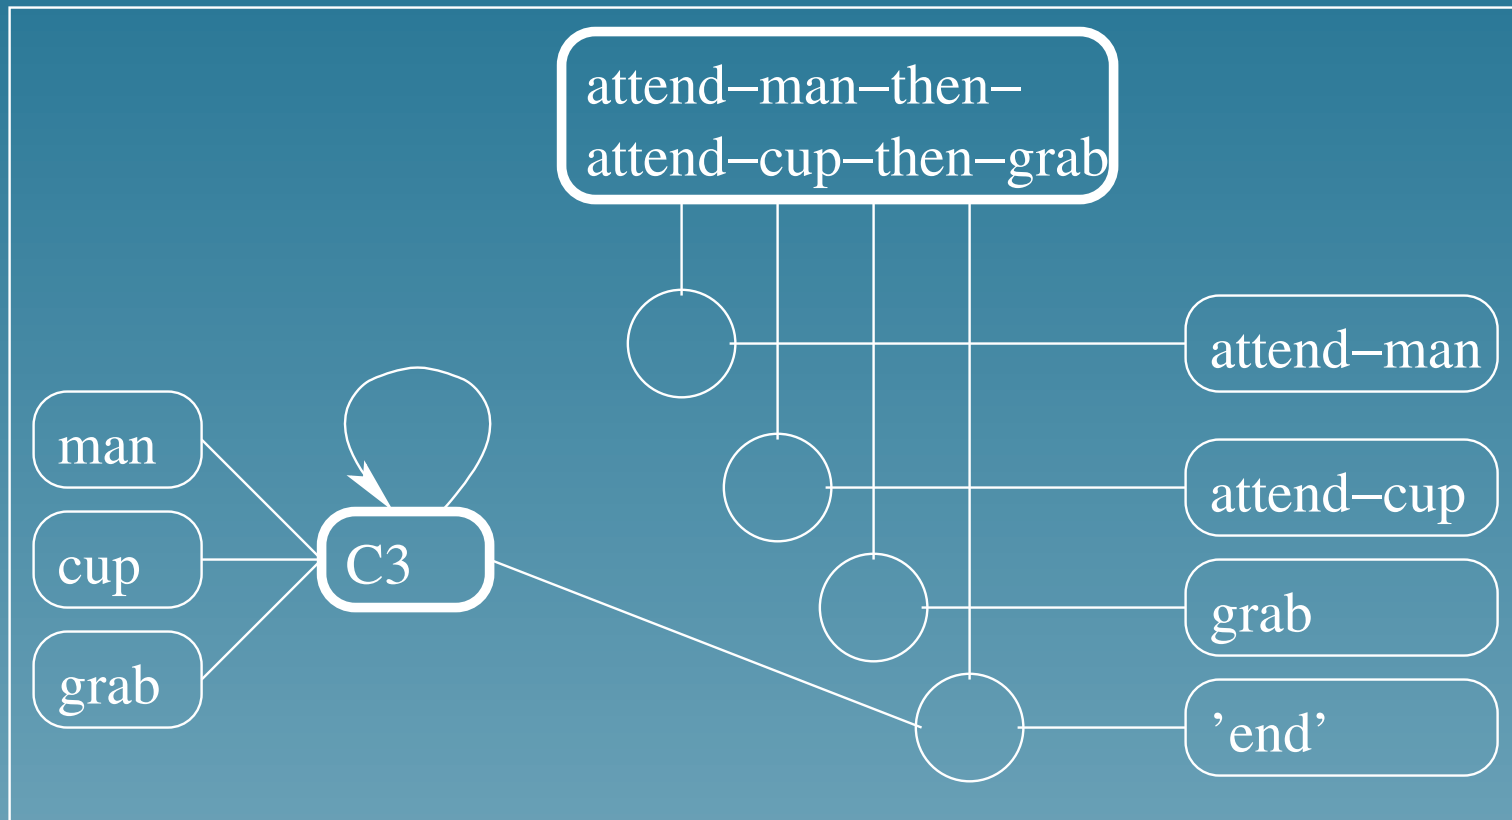 attend–man–then–
attend–cup–then–grab
attend–man
man
attend–cup
cup
C3
grab
grab
’end’